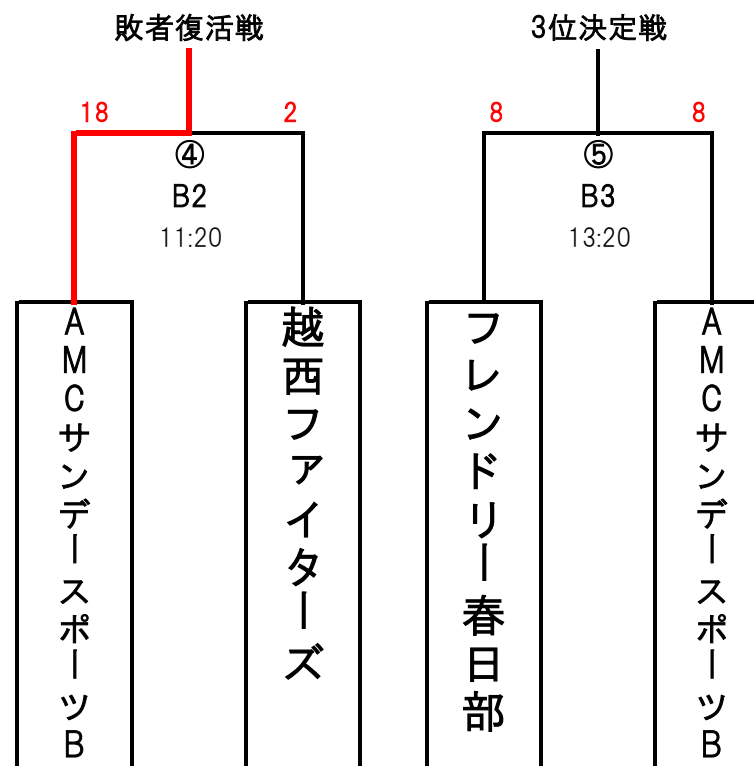 敗者復活戦
3位決定戦
18
2
8
8
④
⑤
B2
B3
11:20
13:20
AMCサンデースポーツB
越西ファイターズ
フレンドリー春日部
AMCサンデースポーツB